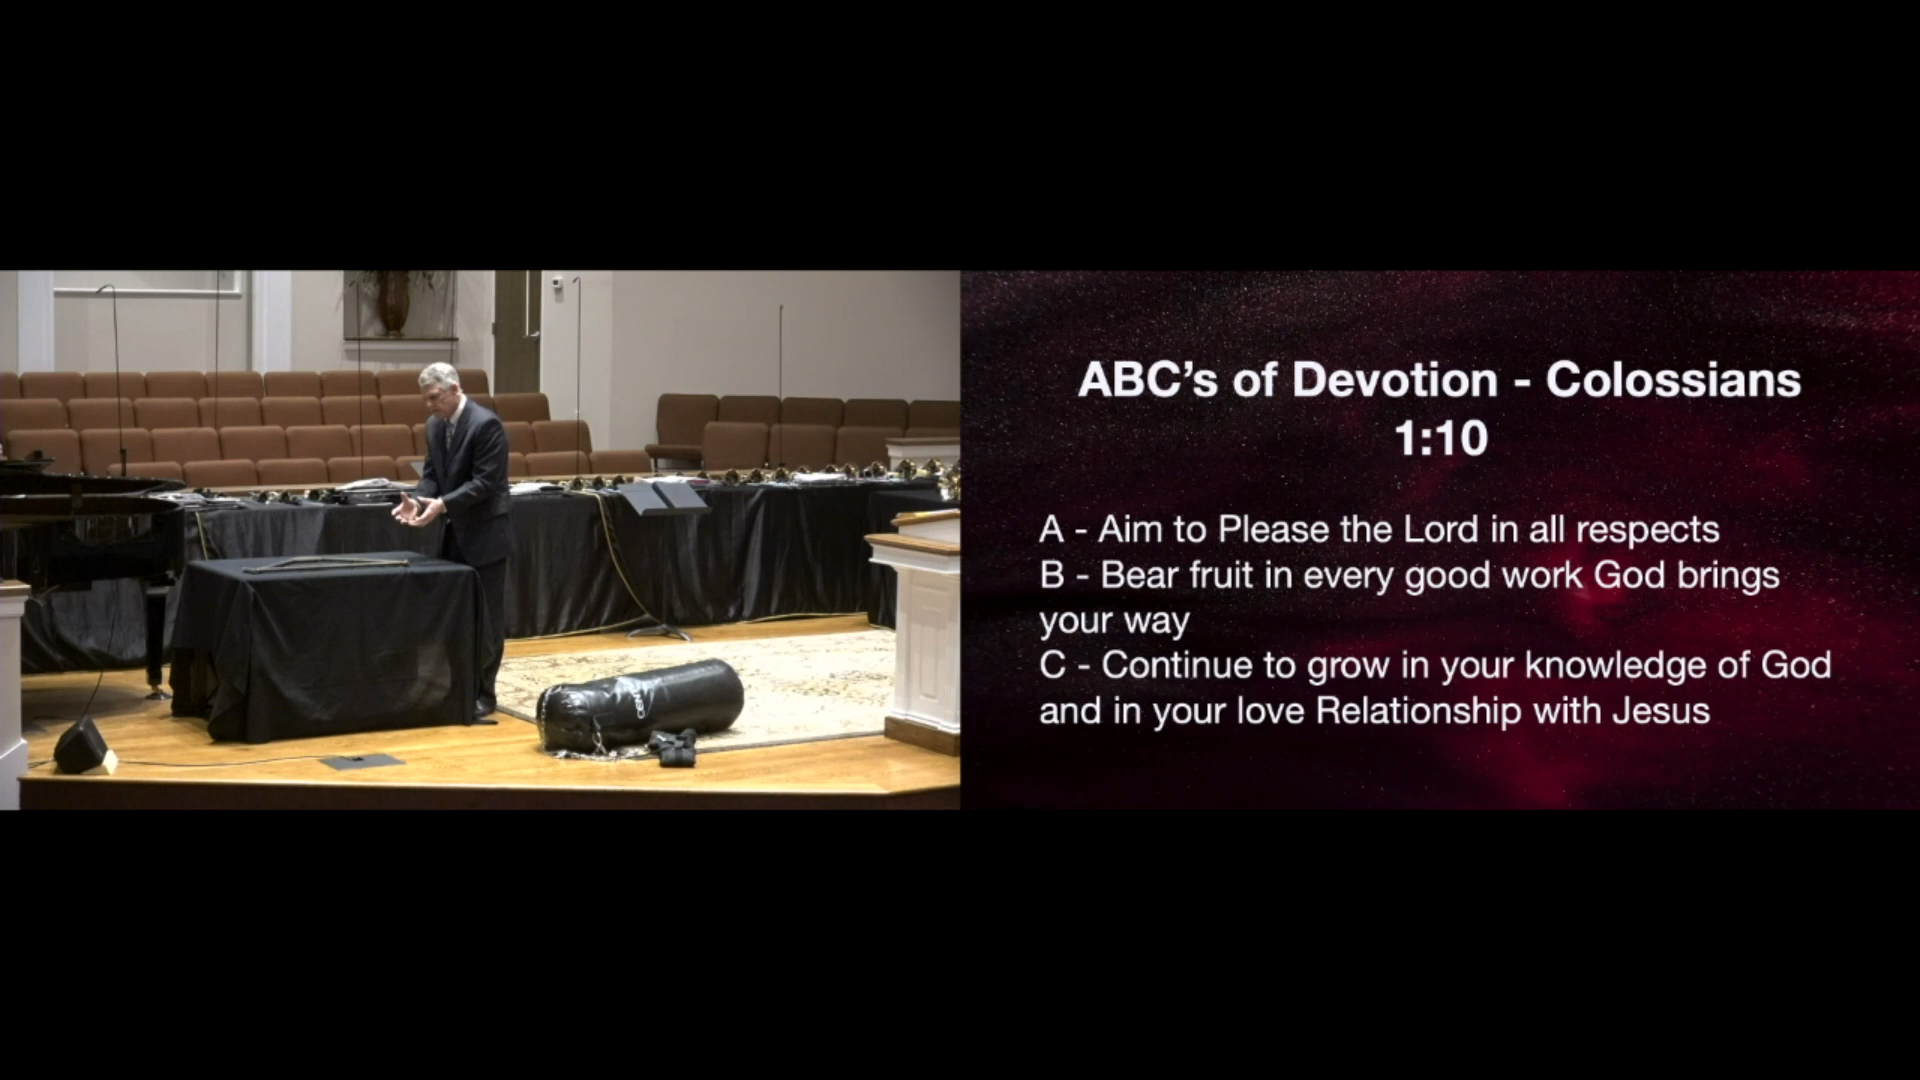 ABC’s of Devotion - Colossians
1:10
A - Aim to Please the Lord in all respects
B - Bear fruit in every good work God brings
your way
C - Continue to grow in your knowledge of God
and in your love Relationship with Jesus